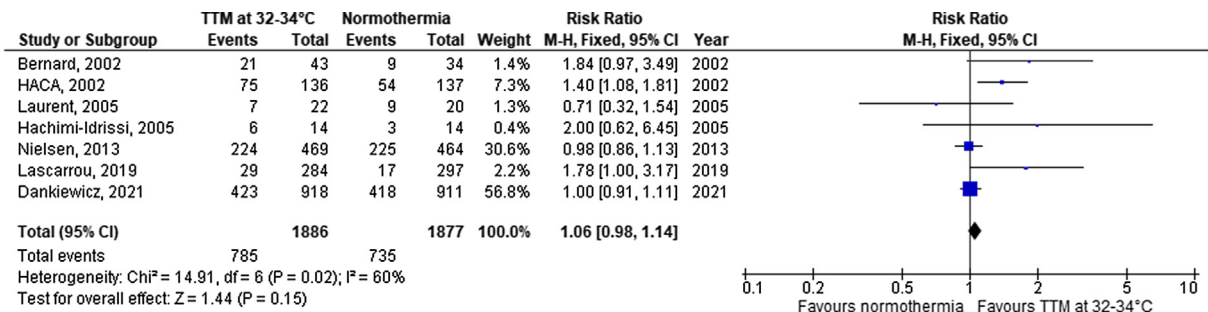 TTM at 32-34°C Normothermia Risk Ratio Risk Ratio
Study or Subgroup Events Total Events Total Weight M-H, Fixed, 95% CI Year M-H, Fixed, 95% CI
Bernard, 2002 21 43 9 34 1.4% 1.84 [0.97, 3.49] 2002
HACA, 2002 75 136 54 137 7.3% 1.40 [1.08, 1.81] 2002
Laurent, 2005 7 22 9 20 1.3% 0.71 [0.32, 1.54] 2005
Hachimi-Idrissi, 2005 6 14 3 14 0.4% 2.00 [0.62, 6.45] 2005
Nielsen, 2013 224 469 225 464 30.6% 0.98 [0.86, 1.13] 2013
Lascarrou, 2019 29 284 17 297 2.2% 1.78 [1.00, 3.17] 2019
Dankiewicz, 2021 423 918 418 911 56.8% 1.00 [0.91, 1.11] 2021
Total (95% CI) 1886 1877 100.0% 1.06 [0.98, 1.14]
Total events 785 735
Heterogeneity: Chi² = 14.91, df = 6 (P = 0.02); I² = 60%
Test for overall effect: Z = 1.44 (P = 0.15)
0.1 0.2 0.5 1 2 5 10
Favours normothermia Favours TTM at 32-34°C